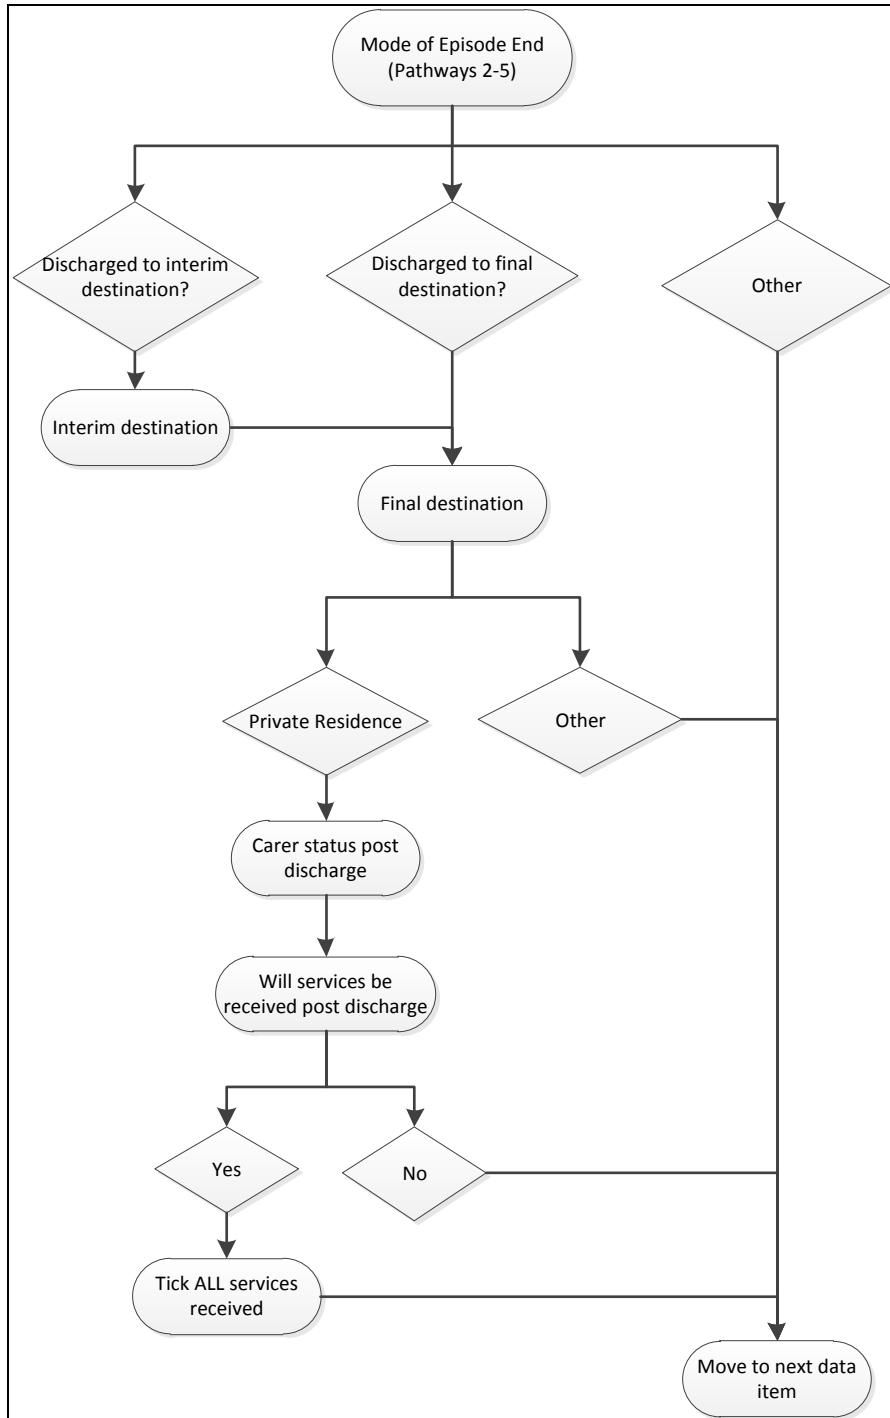 Mode of Episode End
(Pathways 2-5)
Discharged to interim
destination?
Discharged to final
destination?
Other
Interim destination
Final destination
Private Residence
Other
Carer status post
discharge
Will services be
received post discharge
Yes
No
Tick ALL services
received
Move to next data
item